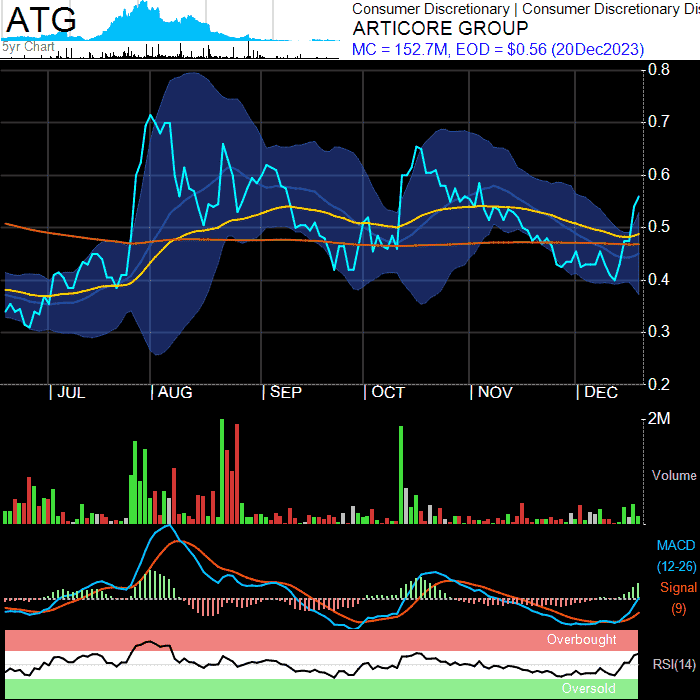 ATG
5yr Chart
Consumer Discretionary | Consumer Discretionary Dis
ARTICORE GROUP
MC = 152.7M, EOD = $0.56 (20Dec2023)
0.8
0.7
0.6
0.5
0.4
0.3
0.2
| JUL | AUG | SEP | OCT | NOV | DEC
2M
Volume
MACD
(12-26)
Signal
(9)
Overbought
RSI(14)
Oversold